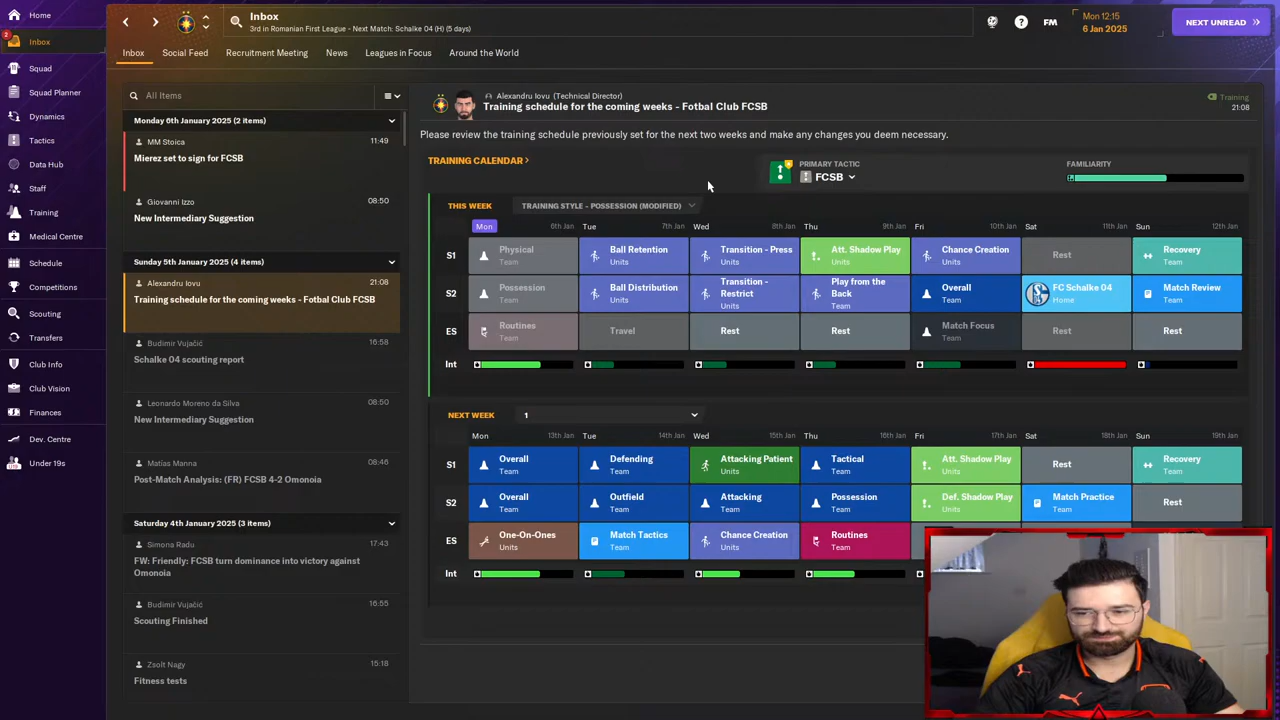 Home
2
Inbox
Squad
Squad Planner
Dynamics
Tactics
Data Hub
Staff
Training
Medical Centre
Schedule
Competitions
Scouting
Transfers
Club Info
Club Vision
Finances
Dev. Centre
Under 19s
Inbox
3rd in Romanian First League - Next Match: Schalke 04 (H) (5 days)
FM
Mon 12:15
6 Jan 2025
NEXT UNREAD
Inbox
Social Feed
Recruitment Meeting
News
Leagues in Focus
Around the World
All Items
Monday 6th January 2025 (2 items)
MM Stoica 11:49
Mierez set to sign for FCSB
Giovanni Izzo 08:50
New Intermediary Suggestion
Sunday 5th January 2025 (4 items)
Alexandru Iovu 21:08
Training schedule for the coming weeks - Fotbal Club FCSB
Budimir Vujačić 16:58
Schalke 04 scouting report
Leonardo Moreno da Silva 08:50
New Intermediary Suggestion
Matías Manna 08:46
Post-Match Analysis: (FR) FCSB 4-2 Omonoia
Saturday 4th January 2025 (3 items)
Simona Radu 17:43
FW: Friendly: FCSB turn dominance into victory against
Omonoia
Budimir Vujačić 16:55
Scouting Finished
Zsolt Nagy 15:18
Fitness tests
Alexandru Iovu (Technical Director)
Training schedule for the coming weeks - Fotbal Club FCSB
Training
21:08
Please review the training schedule previously set for the next two weeks and make any changes you deem necessary.
TRAINING CALENDAR
PRIMARY TACTIC
FCSB
FAMILIARITY
THIS WEEK
TRAINING STYLE - POSSESSION (MODIFIED)
Mon 6th Jan Tue 7th Jan Wed 8th Jan Thu 9th Jan Fri 10th Jan Sat 11th Jan Sun 12th Jan
S1
Physical
Team
Ball Retention
Units
Transition - Press
Units
Att. Shadow Play
Units
Chance Creation
Units
Rest
Recovery
Team
S2
Possession
Team
Ball Distribution
Units
Transition -
Restrict
Units
Play from the
Back
Units
Overall
Team
FC Schalke 04
Home
Match Review
Team
ES
Routines
Team
Travel
Rest
Rest
Match Focus
Team
Rest
Rest
Int
NEXT WEEK
1
Mon 13th Jan Tue 14th Jan Wed 15th Jan Thu 16th Jan Fri 17th Jan Sat 18th Jan Sun 19th Jan
S1
Overall
Team
Defending
Team
Attacking Patient
Units
Tactical
Team
Att. Shadow Play
Units
Rest
Recovery
Team
S2
Overall
Team
Outfield
Team
Attacking
Team
Possession
Team
Def. Shadow Play
Units
Match Practice
Team
Rest
ES
One-On-Ones
Units
Match Tactics
Team
Chance Creation
Units
Routines
Team
Int